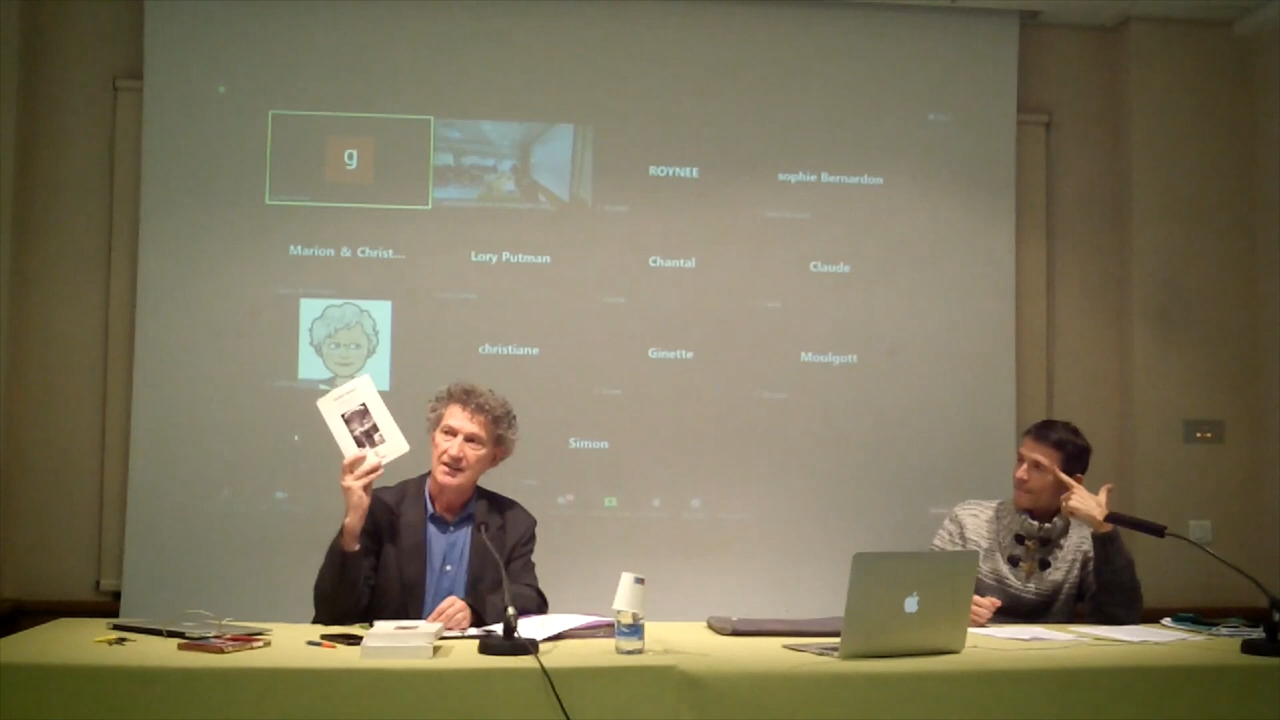 g
ROYNEE
sophie Bernardon
Marion & Christ...
Lory Putman
Chantal
Claude
christiane
Ginette
Moulgott
Simon